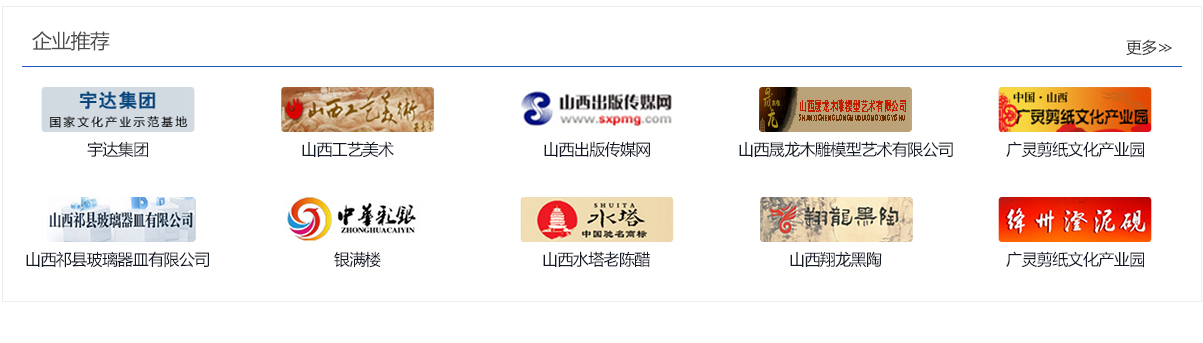 企业推荐
更多≫
宇达集团
国家文化产业示范基地
宇达集团
山西工艺美术
山西工艺美术
山西出版传媒网
www.sxpmg.com
山西出版传媒网
晟龙
山西晟龙木雕模型艺术有限公司
SHANXICHENGLONGMUDIAOMOXINGYISHU
山西晟龙木雕模型艺术有限公司
中国·山西
广灵剪纸文化产业园
广灵剪纸文化产业园
山西祁县玻璃器皿有限公司
山西祁县玻璃器皿有限公司
中华彩银
ZHONGHUACAIYIN
银满楼
SHUITA
水塔
中国驰名商标
山西水塔老陈醋
翔龍黑陶
山西翔龙黑陶
绛州澄泥砚
广灵剪纸文化产业园